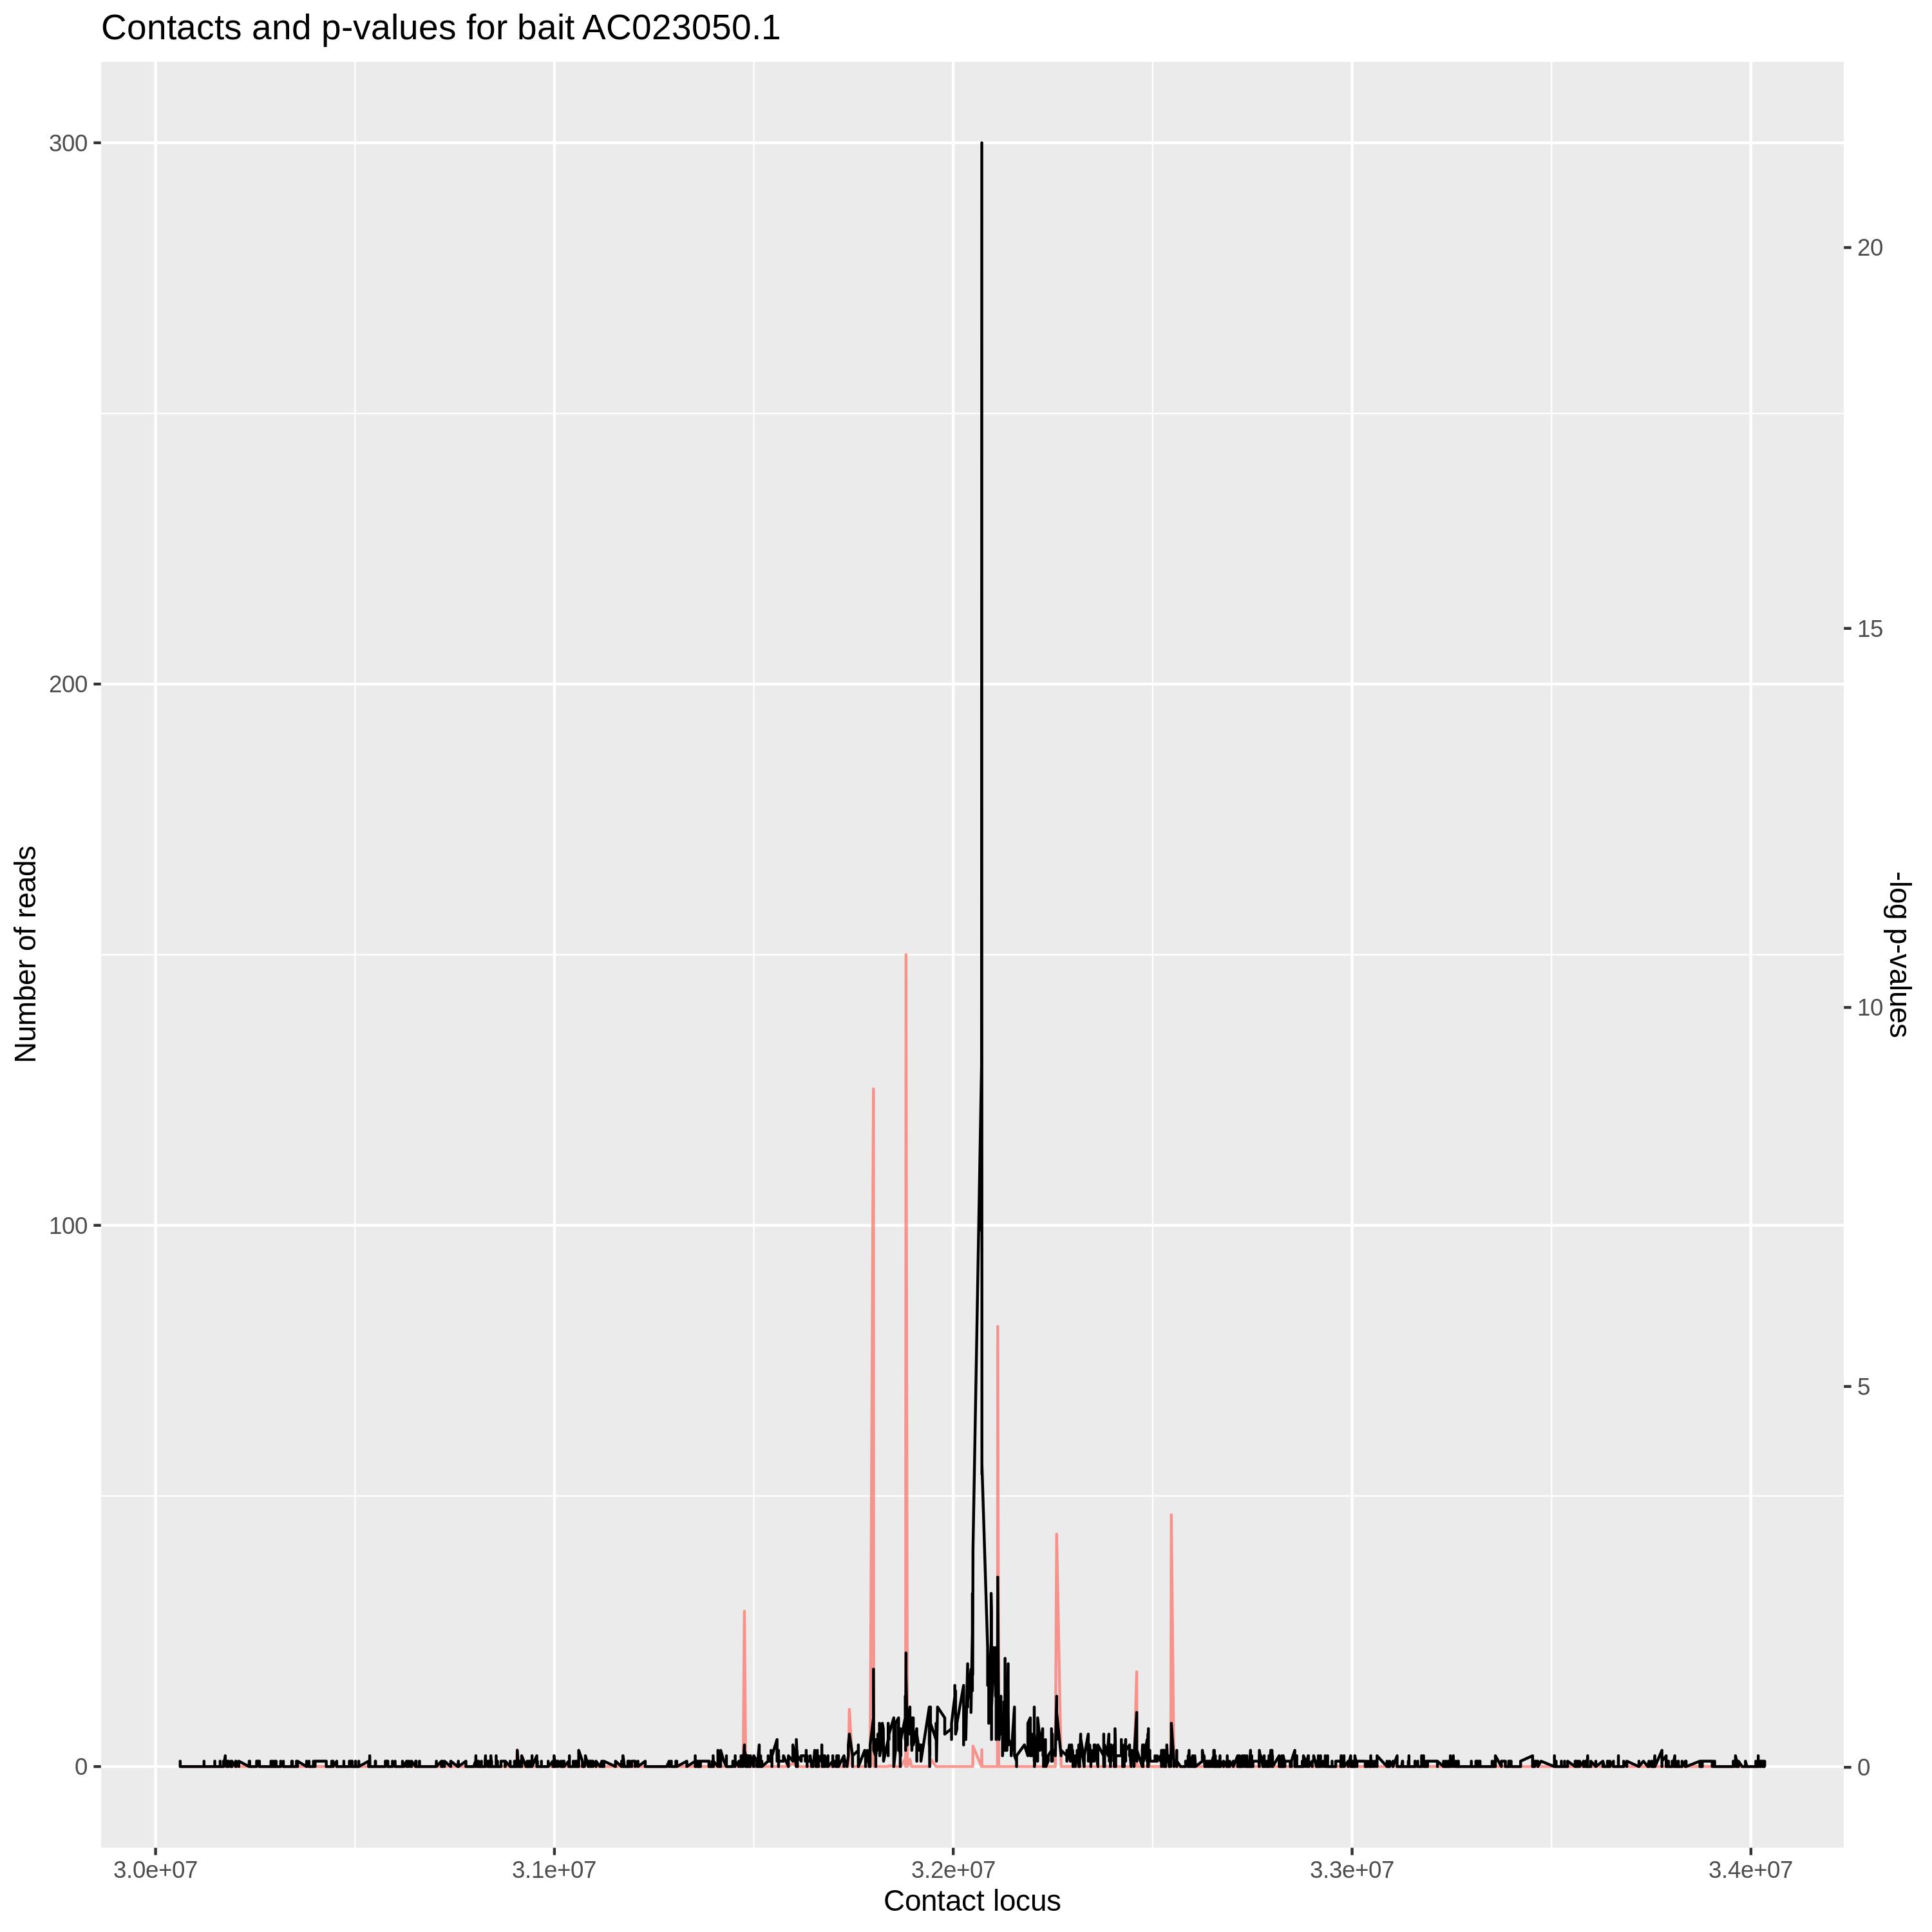 Contacts and p-values for bait AC023050.1
300
200
100
0
Number of reads
20
15
10
5
0
-log p-values
3.0e+07 3.1e+07 3.2e+07 3.3e+07 3.4e+07
Contact locus